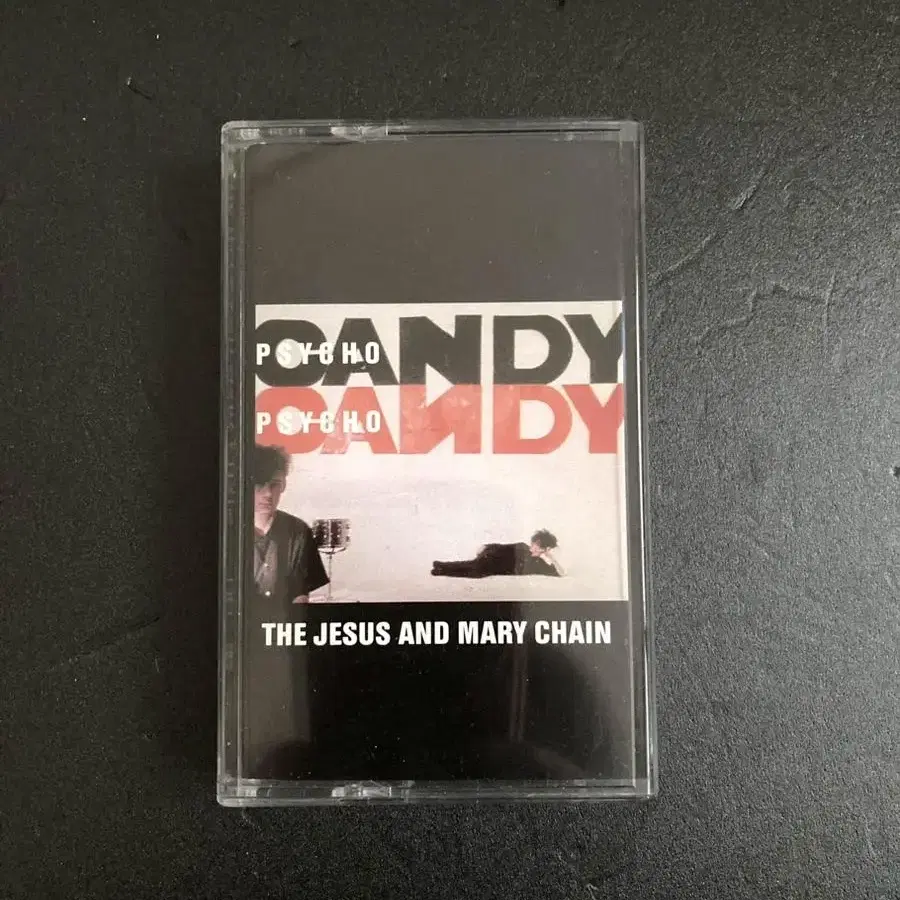 CANDY
PSYCHO
CANDY
PSYCHO
THE JESUS AND MARY CHAIN